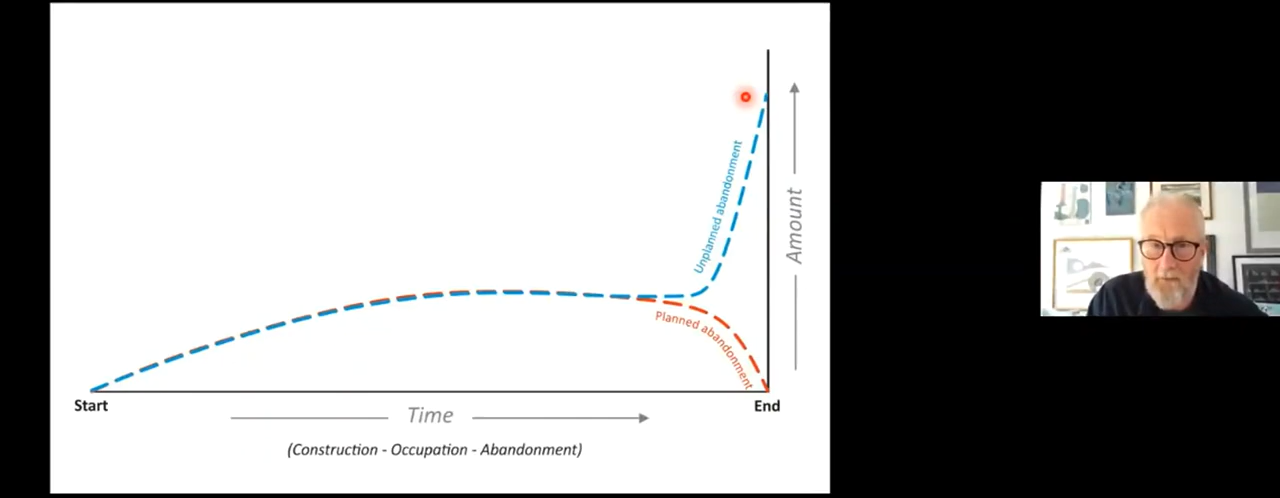 Unplanned abandonment
Amount
Planned abandonment
Start
End
Time
(Construction - Occupation - Abandonment)